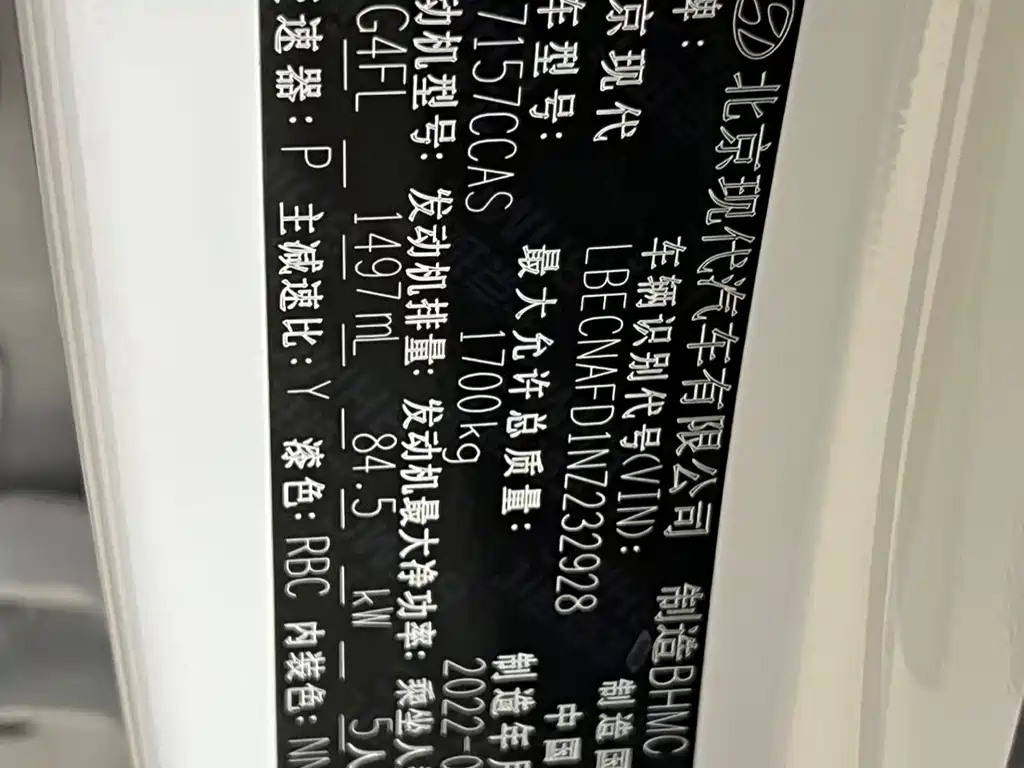 北京现代汽车有限公司 制造BHMC
牌: 车辆识别代号(VIN): 制造国
京现代 LBECNAFD1NZ232928 中国
车型号: 最大允许总质量: 制造年月
7157CCAS 1700kg 2022-0
动机型号: 发动机排量: 发动机最大净功率: 乘坐人
G4FL 1497mL 84.5 kW 5人
速器: P 主减速比: Y 漆色: RBC 内装色: NN